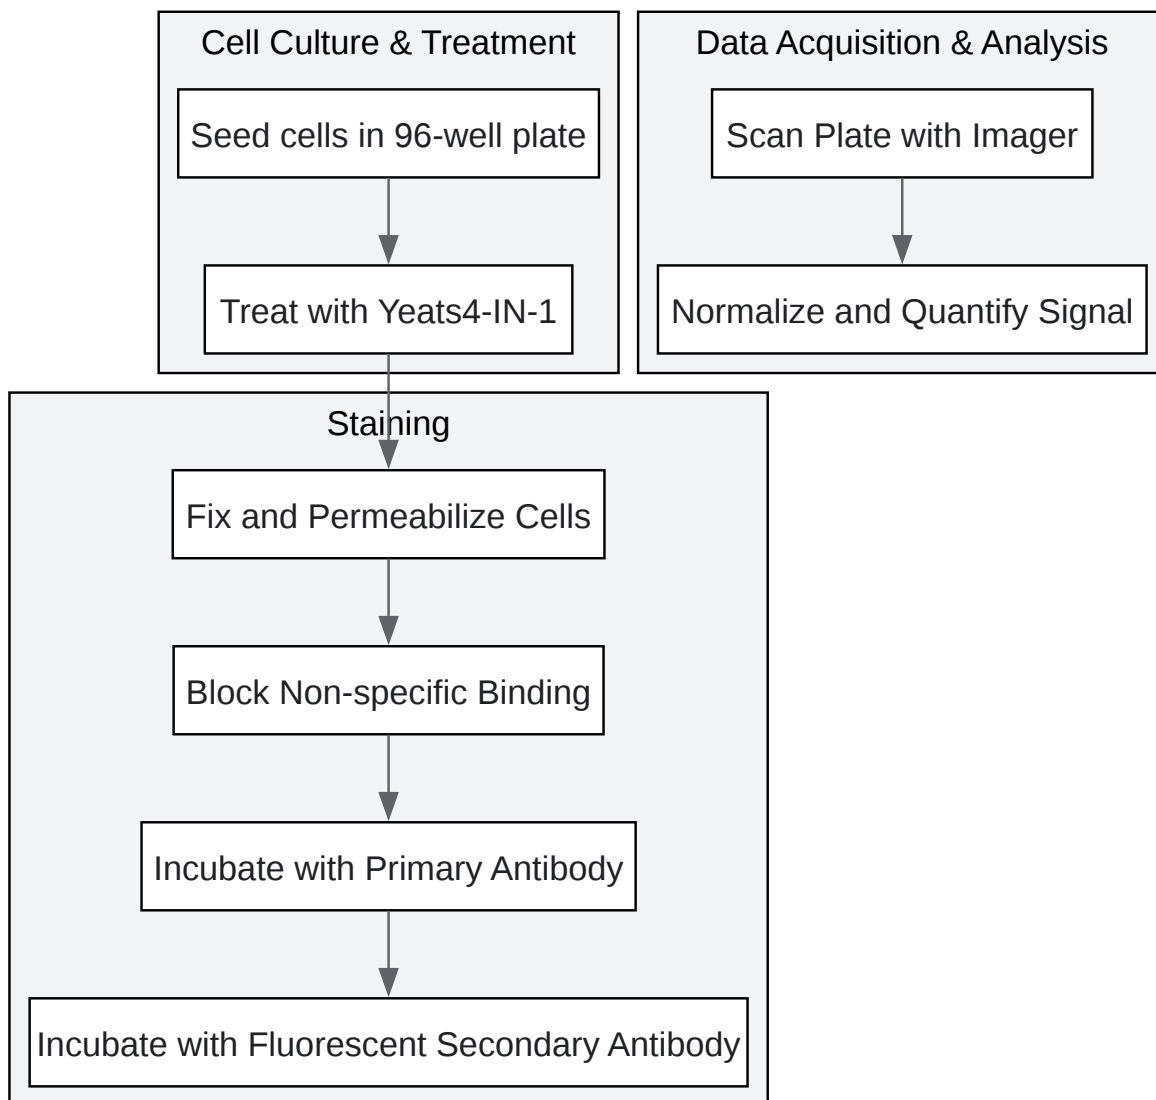 Cell Culture & Treatment
Seed cells in 96-well plate
Treat with Yeats4-IN-1
Data Acquisition & Analysis
Scan Plate with Imager
Normalize and Quantify Signal
Staining
Fix and Permeabilize Cells
Block Non-specific Binding
Incubate with Primary Antibody
Incubate with Fluorescent Secondary Antibody